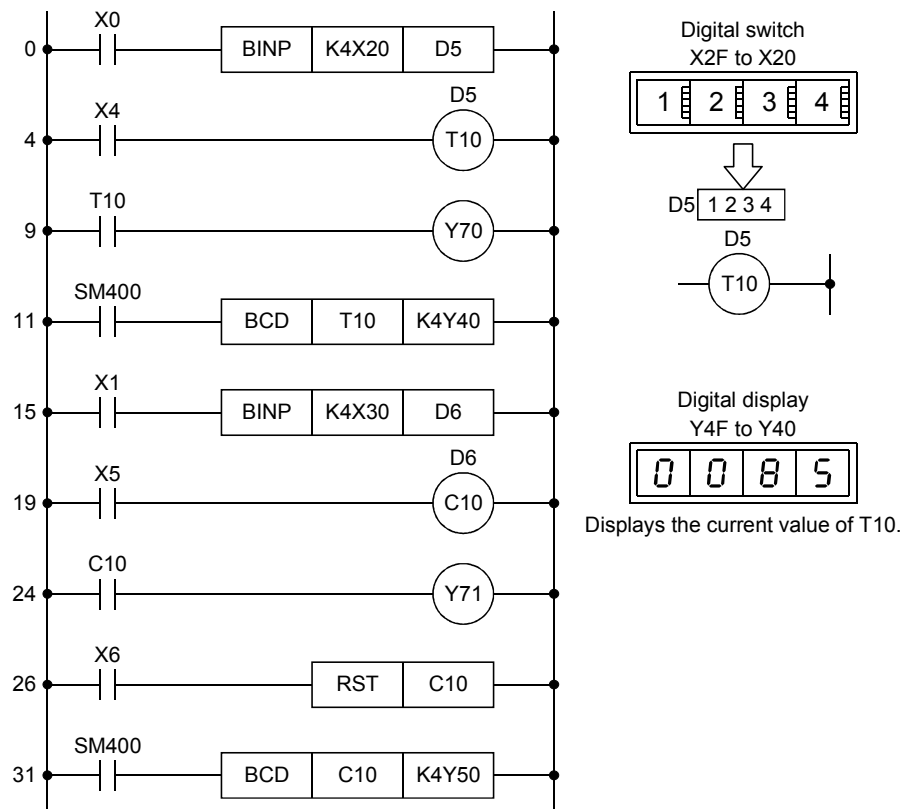 X0
0 BINP K4X20 D5
D5
X4
4 T10
T10
9 Y70
SM400
11 BCD T10 K4Y40
X1
15 BINP K4X30 D6
D6
X5
19 C10
C10
24 Y71
X6
26 RST C10
SM400
31 BCD C10 K4Y50
Digital switch
X2F to X20
1 2 3 4
D5 1 2 3 4
D5
T10
Digital display
Y4F to Y40
0 0 8 5
Displays the current value of T10.